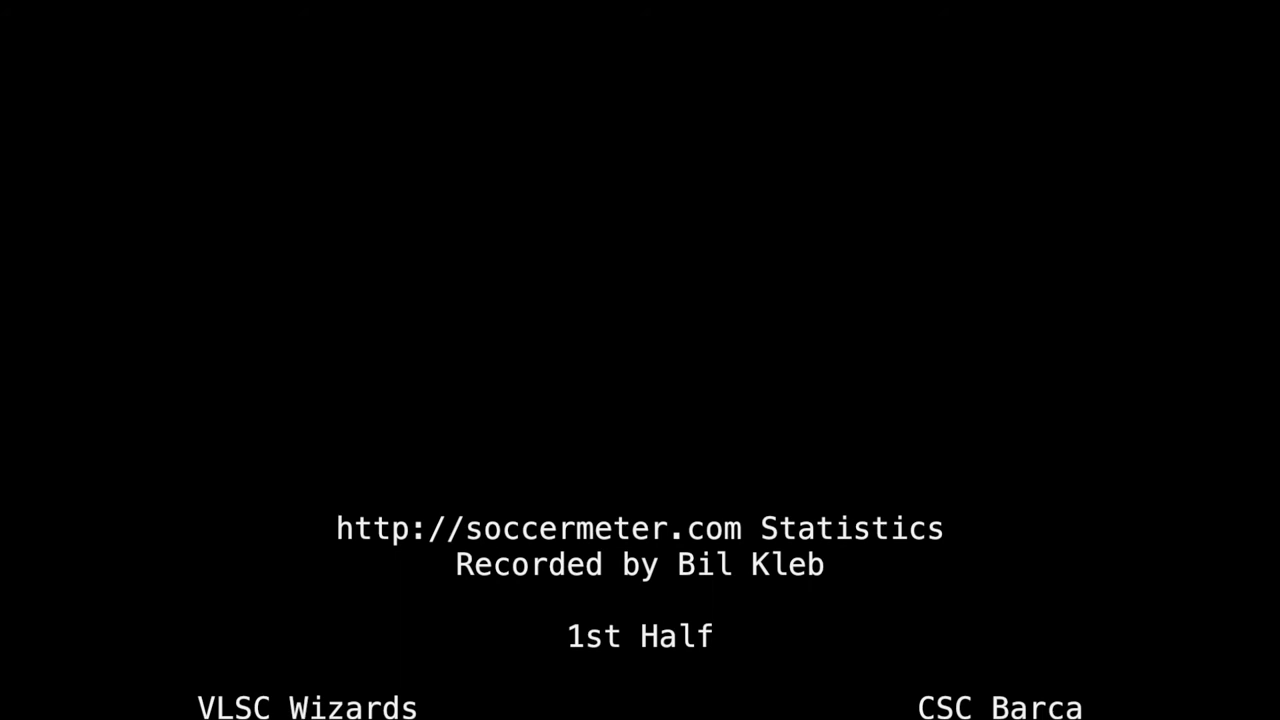 http://soccermeter.com Statistics
Recorded by Bil Kleb
1st Half
VLSC Wizards CSC Barca